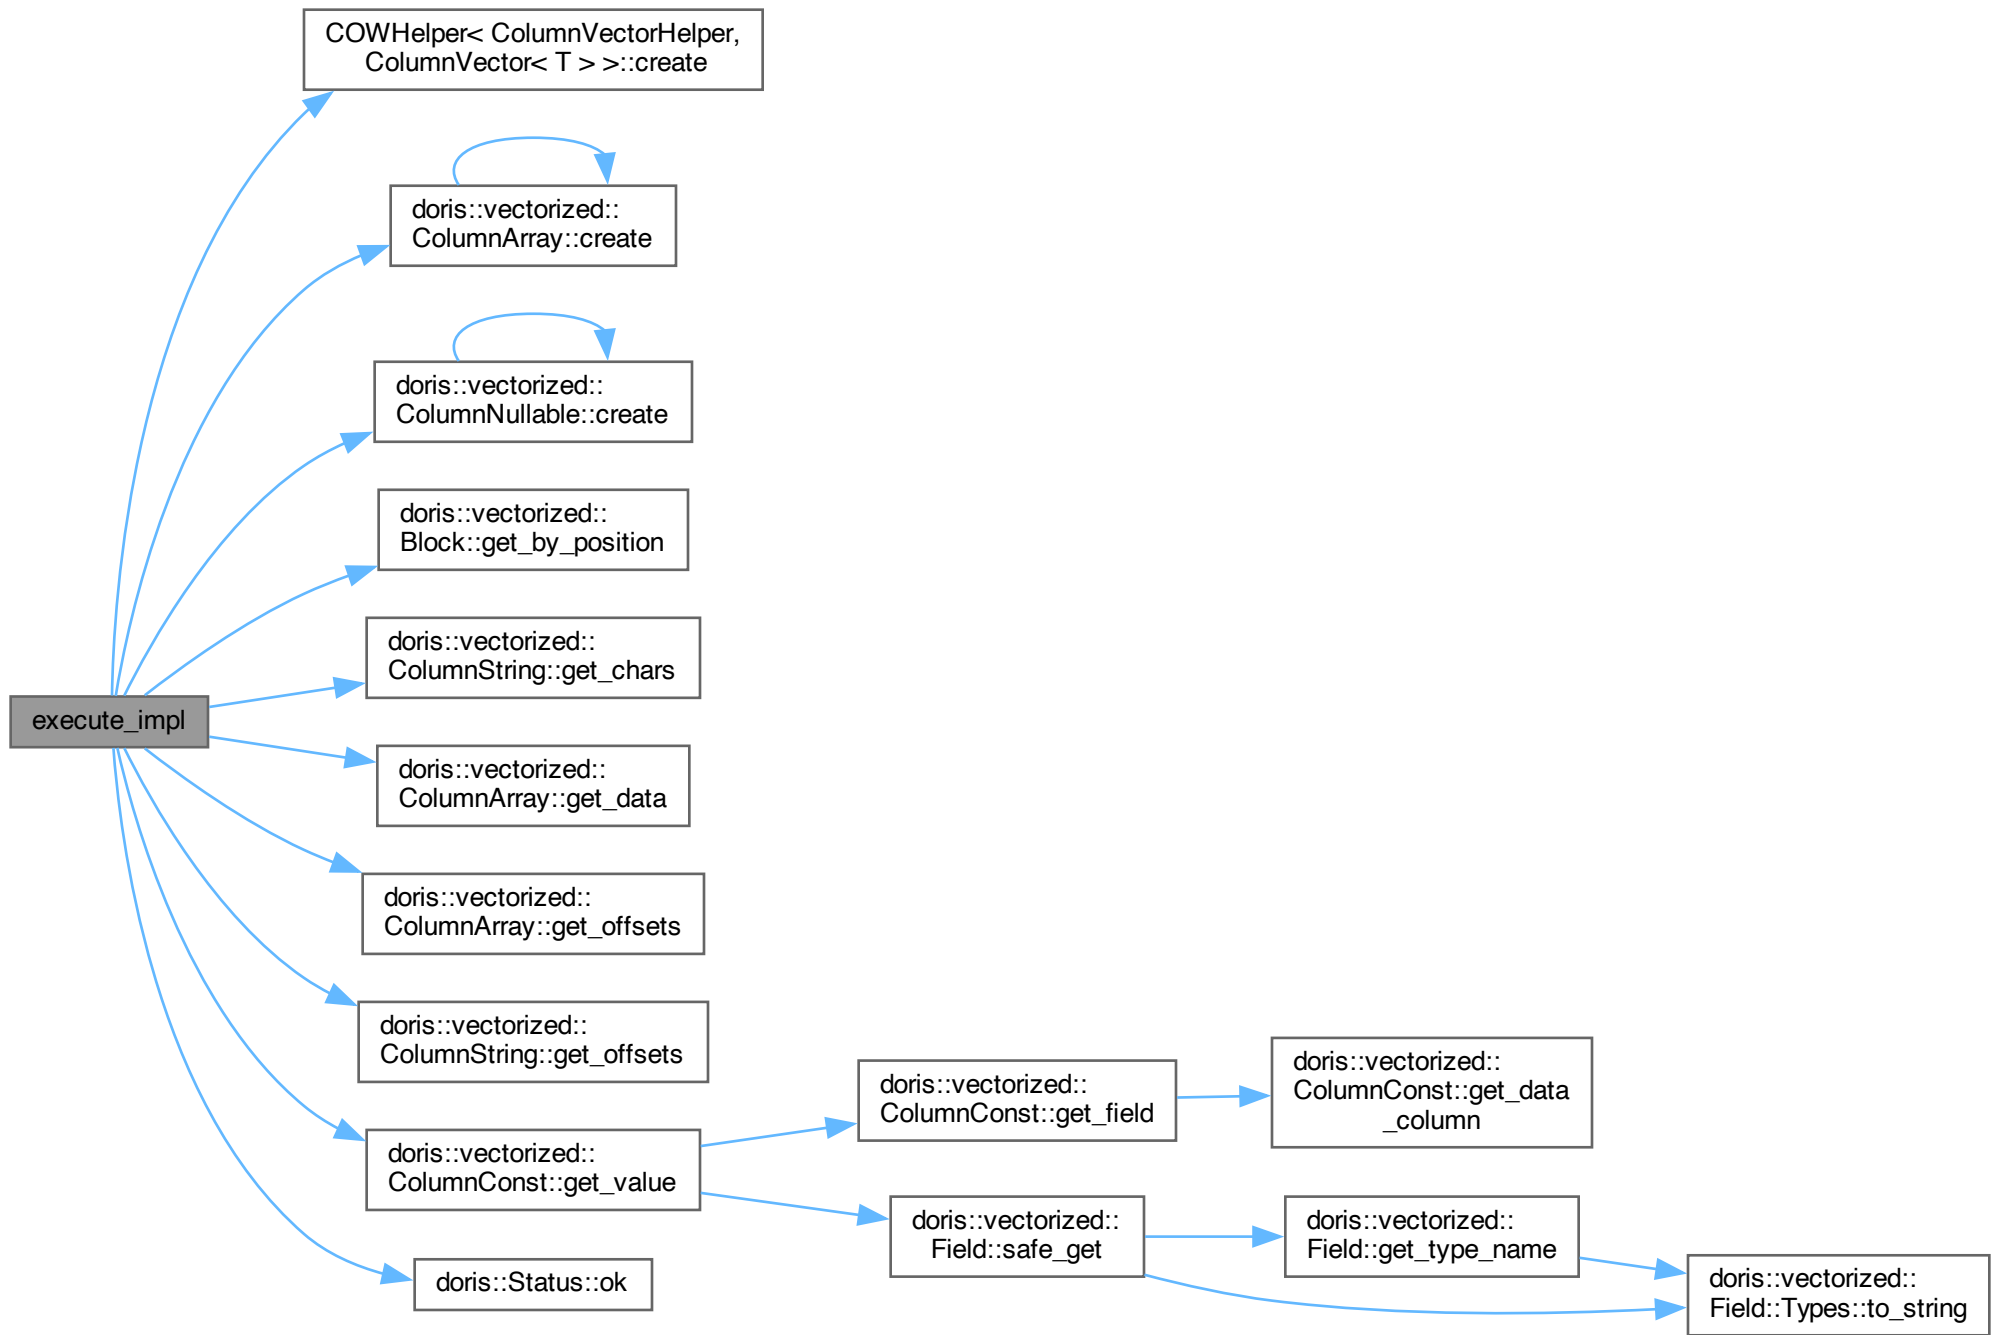 COWHelper< ColumnVectorHelper,
ColumnVector< T > >::create
doris::vectorized::
ColumnArray::create
doris::vectorized::
ColumnNullable::create
doris::vectorized::
Block::get_by_position
doris::vectorized::
ColumnString::get_chars
execute_impl
doris::vectorized::
ColumnArray::get_data
doris::vectorized::
ColumnArray::get_offsets
doris::vectorized::
ColumnString::get_offsets
doris::vectorized::
ColumnConst::get_value
doris::vectorized::
ColumnConst::get_field
doris::vectorized::
ColumnConst::get_data
_column
doris::vectorized::
Field::safe_get
doris::vectorized::
Field::get_type_name
doris::vectorized::
Field::Types::to_string
doris::Status::ok